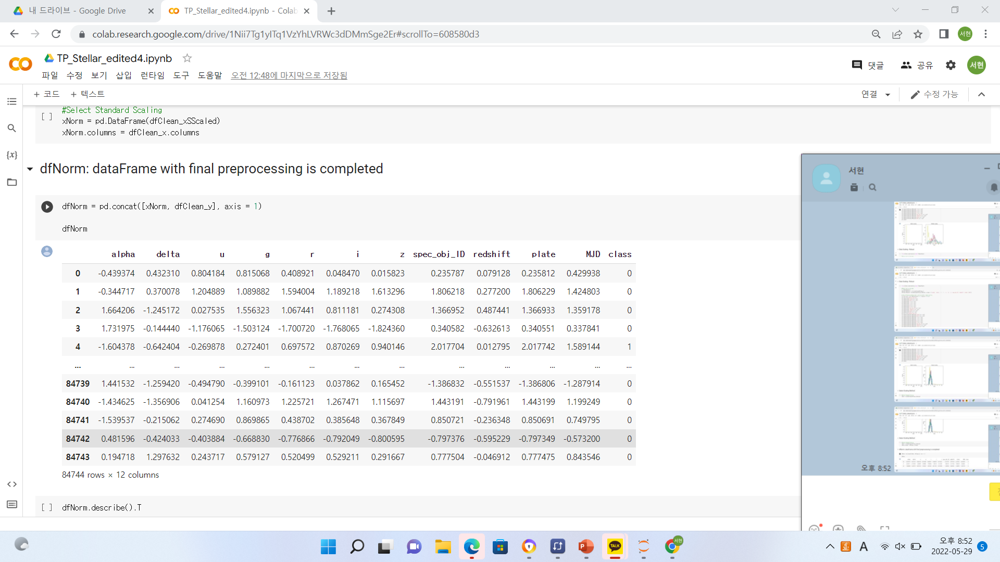 내 드라이브 - Google Drive
TP_Stellar_edited4.ipynb - Colab
colab.research.google.com/drive/1Nii7Tg1yITq1VzYhLVRWc3dDMmSge2Er#scrollTo=608580d3
서현
TP_Stellar_edited4.ipynb
파일 수정 보기 삽입 런타임 도구 도움말 오전 12:48에 마지막으로 저장됨
댓글 공유 서현
+ 코드 + 텍스트
연결 수정 가능
#Select Standard Scaling
[ ] xNorm = pd.DataFrame(dfClean_xSScaled)
xNorm.columns = dfClean_x.columns
{x}
dfNorm: dataFrame with final preprocessing is completed
dfNorm = pd.concat([xNorm, dfClean_y], axis = 1)
dfNorm
alpha delta u g r i z spec_obj_ID redshift plate MJD class
0 -0.439374 0.432310 0.804184 0.815068 0.408921 0.048470 0.015823 0.235787 0.079128 0.235812 0.429938 0
1 -0.344717 0.370078 1.204889 1.089882 1.594004 1.189218 1.613296 1.806218 0.277200 1.806229 1.424803 0
2 1.664206 -1.245172 0.027535 1.556323 1.067441 0.811181 0.274308 1.366952 0.487441 1.366933 1.359178 0
3 1.731975 -0.144440 -1.176065 -1.503124 -1.700720 -1.768065 -1.824360 0.340582 -0.632613 0.340551 0.337841 0
4 -1.604378 -0.642404 -0.269878 0.272401 0.697572 0.870269 0.940146 2.017704 0.012795 2.017742 1.589144 1
... ... ... ... ... ... ... ... ... ... ... ... ...
84739 1.441532 -1.259420 -0.494790 -0.399101 -0.161123 0.037862 0.165452 -1.386832 -0.551537 -1.386806 -1.287914 0
84740 -1.434625 -1.356906 0.041254 1.160973 1.225721 1.267471 1.115697 1.443191 -0.791961 1.443199 1.199249 0
84741 -1.539537 -0.215062 0.274690 0.869865 0.438702 0.385648 0.367849 0.850721 -0.236348 0.850691 0.749795 0
84742 0.481596 -0.424033 -0.403884 -0.668830 -0.776866 -0.792049 -0.800595 -0.797376 -0.595229 -0.797349 -0.573200 0
84743 0.194718 1.297632 0.243717 0.579127 0.520499 0.529211 0.291667 0.777504 -0.046912 0.777475 0.843546 0
84744 rows × 12 columns
[ ] dfNorm.describe().T
서현
오후 8:52
TALK
서현
A
오후 8:52
2022-05-29
5